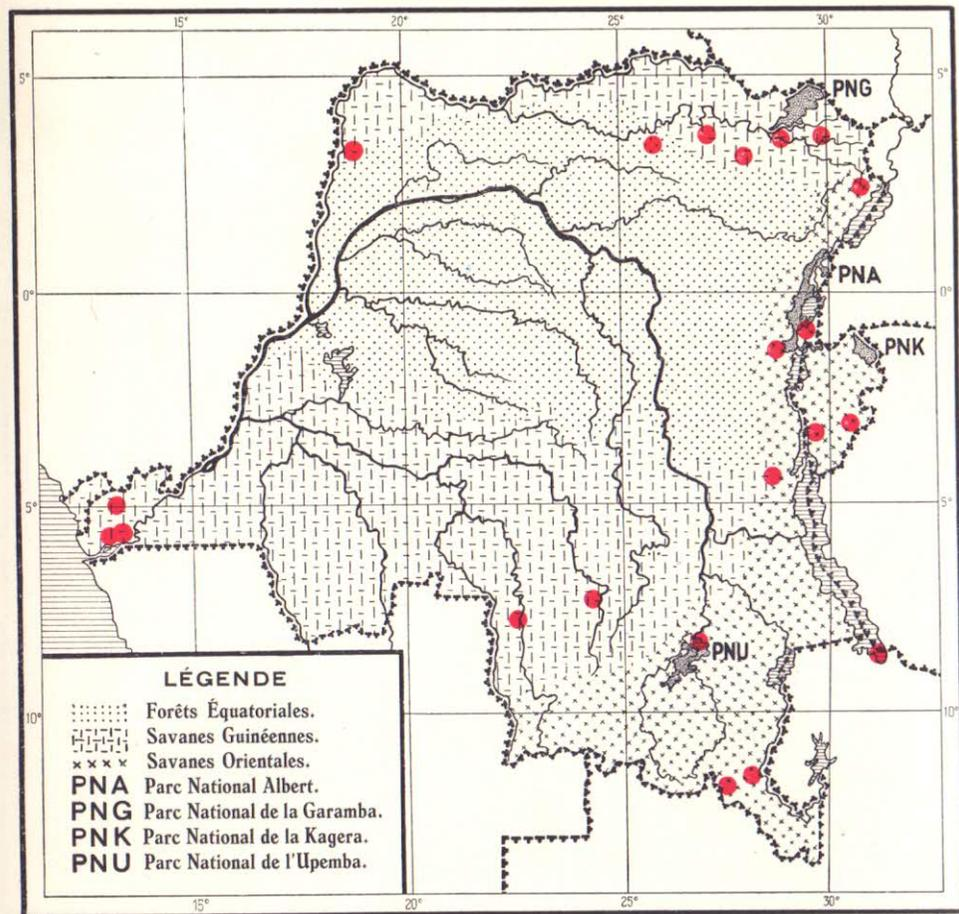 15° 20° 25° 30°
5° 5°
PNG
PNA
0° 0°
PNK
5° 5°
PNU
10° 10°
LÉGENDE
Forêts Équatoriales.
Savanes Guinéennes.
Savanes Orientales.
PNA Parc National Albert.
PNG Parc National de la Garamba.
PNK Parc National de la Kagera.
PNU Parc National de l'Upemba.
15° 20° 25° 30°